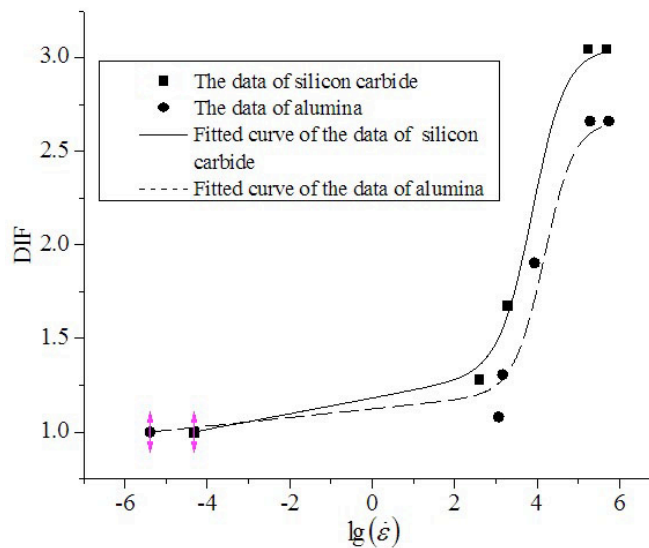 3.0
2.5
2.0
1.5
1.0
DIF
The data of silicon carbide
The data of alumina
Fitted curve of the data of silicon
carbide
Fitted curve of the data of alumina
-6 -4 -2 0 2 4 6
lg(ε̇)